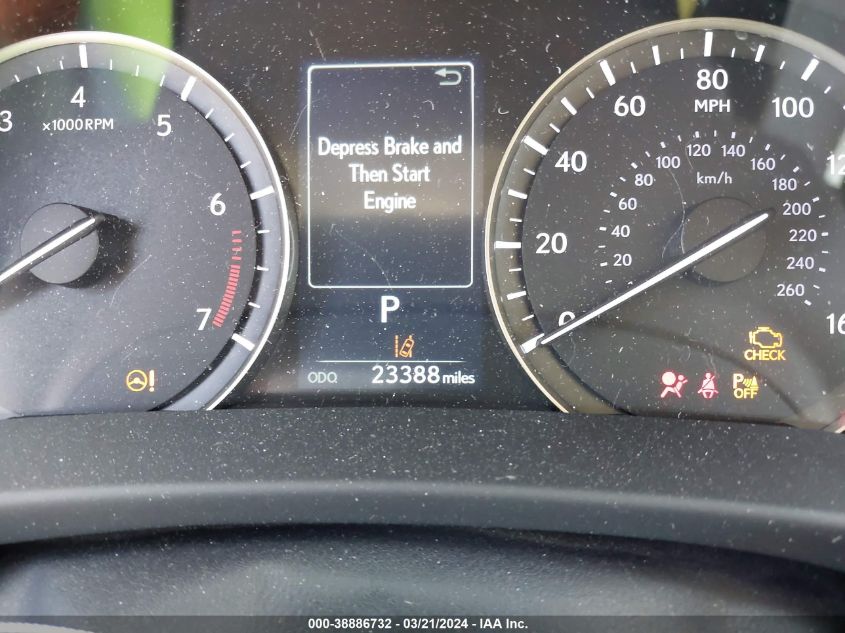 3
4
5
6
7
x1000RPM
Depress Brake and
Then Start
Engine
P
ODO 23388 miles
0
20
40
60
80
100
MPH
20
40
60
80
100
120
140
160
180
200
220
240
260
km/h
CHECK
P
OFF
000-38886732 - 03/21/2024 - IAA Inc.